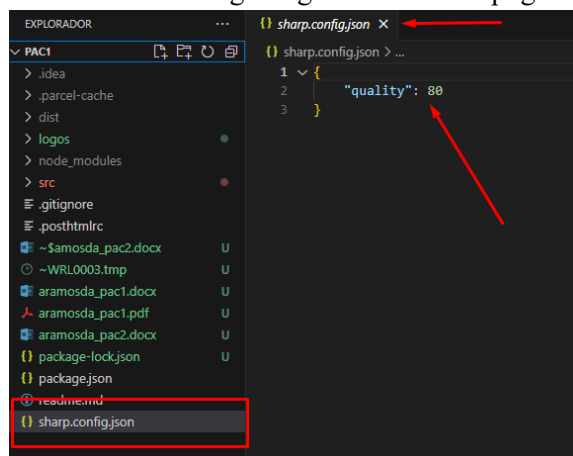 EXPLORADOR ...
PAC1
.idea
.parcel-cache
dist
logos
node_modules
src
.gitignore
.posthtmlrc
~$amosda_pac2.docx U
~WRL0003.tmp U
aramosda_pac1.docx U
aramosda_pac1.pdf U
aramosda_pac2.docx U
{} package-lock.json U
{} package.json
readme.md
{} sharp.config.json
{} sharp.config.json
{} sharp.config.json > ...
1 {
2 "quality": 80
3 }